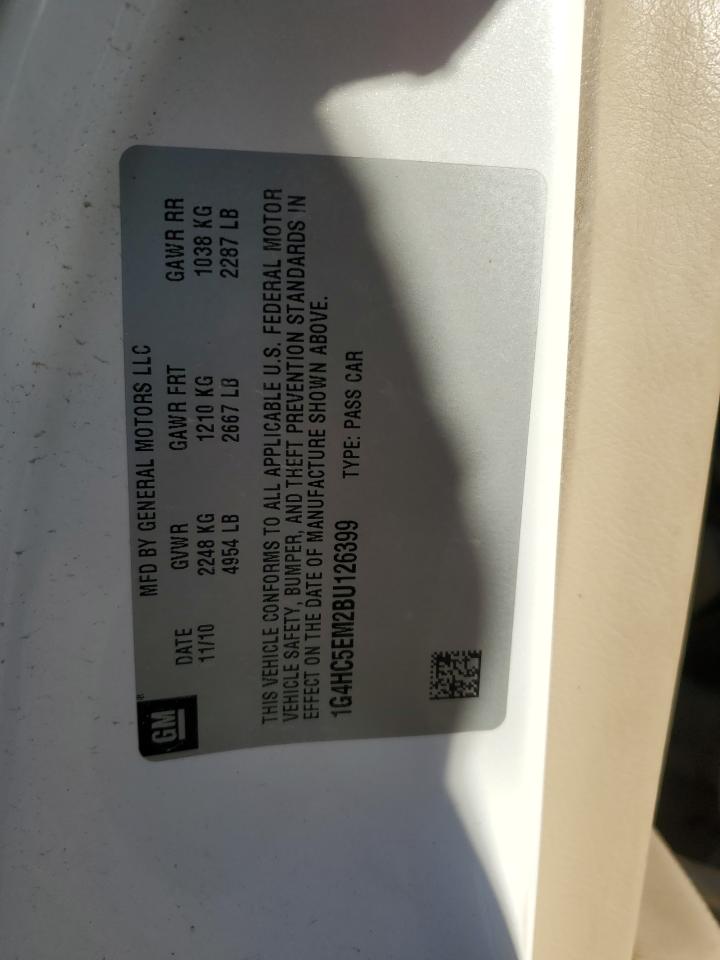 GM®
MFD BY GENERAL MOTORS LLC
DATE GVWR GAWR FRT GAWR RR
11/10 2248 KG 1210 KG 1038 KG
4954 LB 2667 LB 2287 LB
THIS VEHICLE CONFORMS TO ALL APPLICABLE U.S. FEDERAL MOTOR
VEHICLE SAFETY, BUMPER, AND THEFT PREVENTION STANDARDS IN
EFFECT ON THE DATE OF MANUFACTURE SHOWN ABOVE.
1G4HC5EM2BU126399 TYPE: PASS CAR